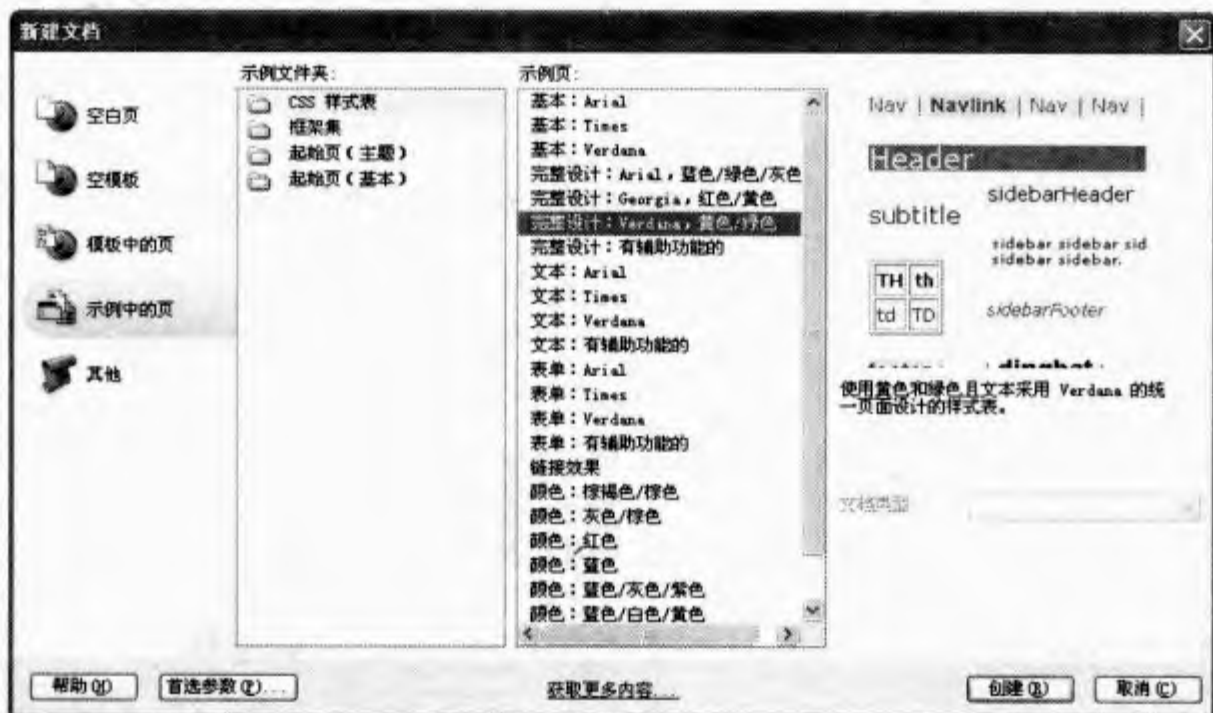 新建文档
空白页
空模板
模板中的页
示例中的页
其他
示例文件夹:
CSS 样式表
框架集
起始页(主题)
起始页(基本)
示例页:
基本:Arial
基本:Times
基本:Verdana
完整设计:Arial,蓝色/绿色/灰色
完整设计:Georgia,红色/黄色
完整设计:Verdana,黄色/绿色
完整设计:有辅助功能的
文本:Arial
文本:Times
文本:Verdana
文本:有辅助功能的
表单:Arial
表单:Times
表单:Verdana
表单:有辅助功能的
链接效果
颜色:棕褐色/棕色
颜色:灰色/棕色
颜色:红色
颜色:蓝色
颜色:蓝色/灰色/紫色
颜色:蓝色/白色/黄色
Nav | Navlink | Nav | Nav |
Header
sidebarHeader
subtitle
sidebar sidebar sid
sidebar sidebar.
TH th
td TD
sidebarFooter
dingbat
使用黄色和绿色且文本采用 Verdana 的统
一页面设计的样式表。
文档类型
帮助(H)
首选参数(P)...
获取更多内容...
创建(R)
取消(C)